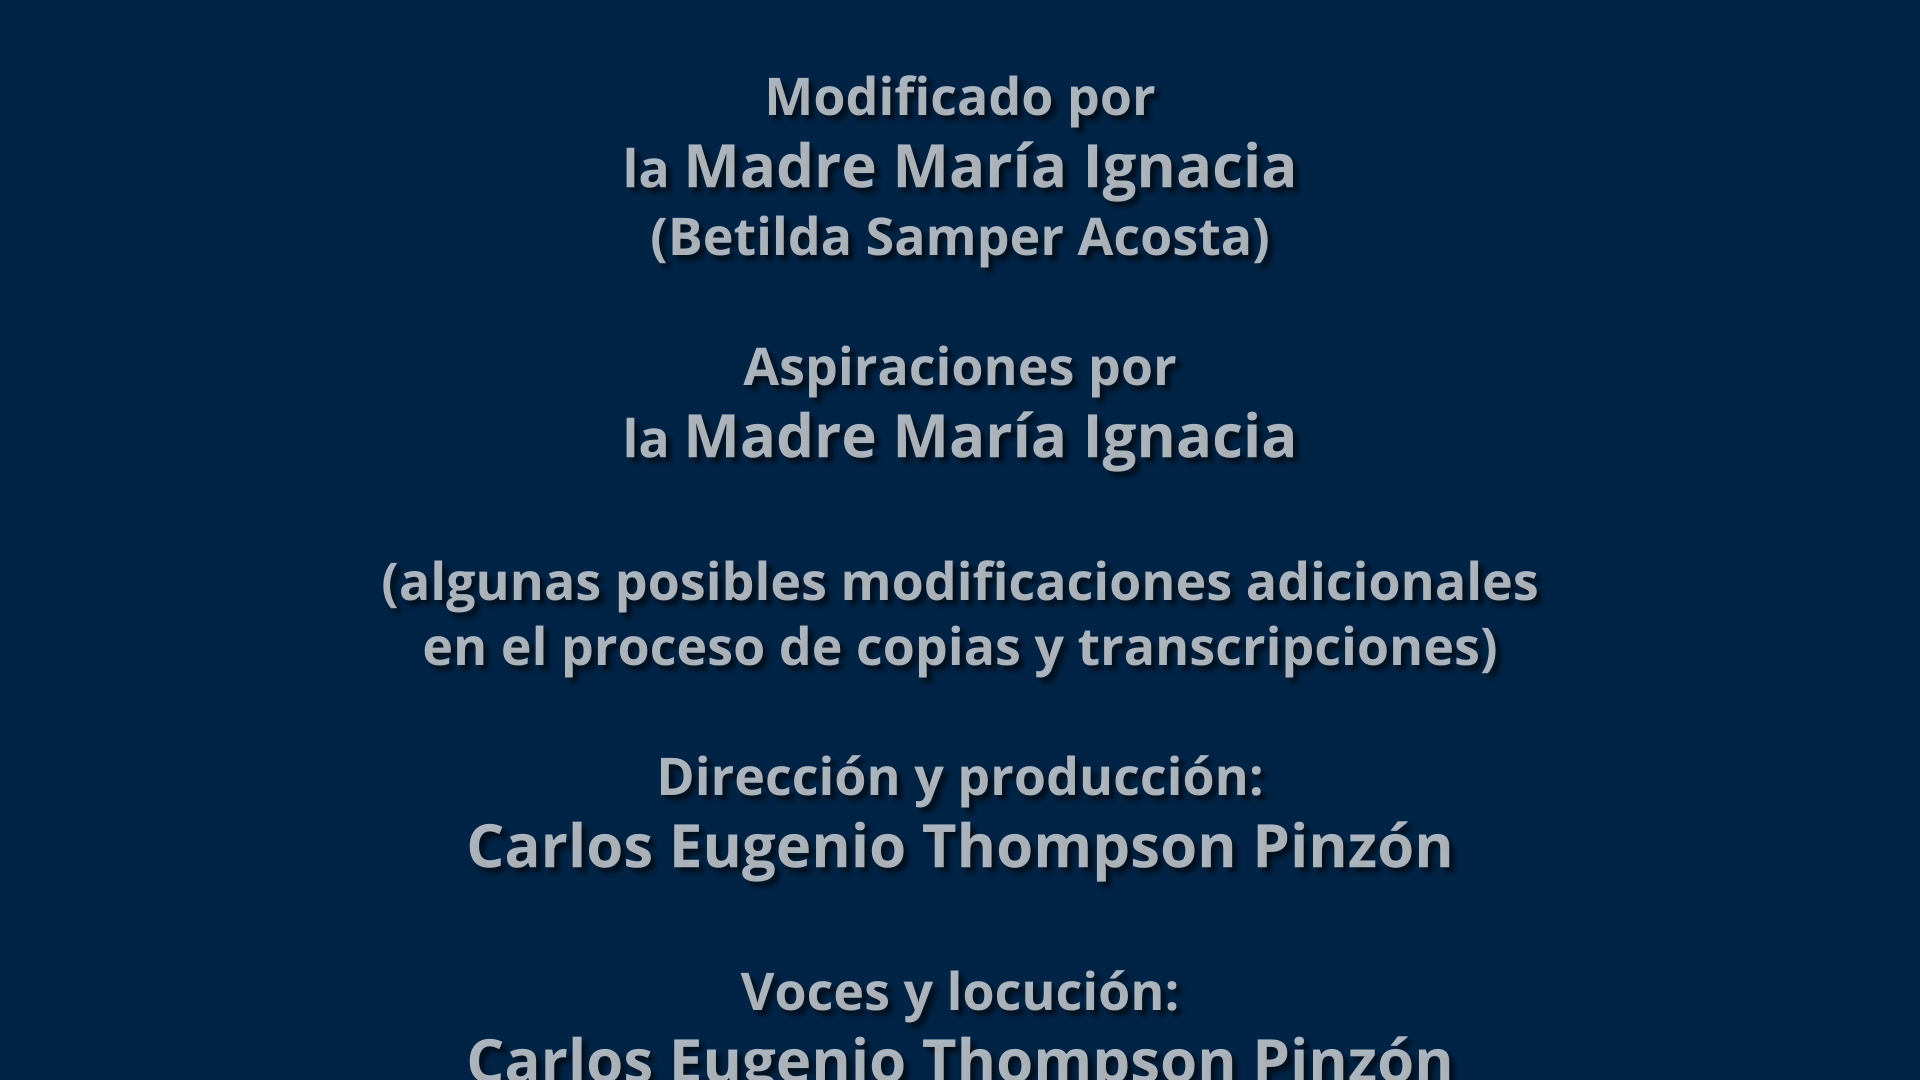 Modificado por
la Madre María Ignacia
(Betilda Samper Acosta)
Aspiraciones por
la Madre María Ignacia
(algunas posibles modificaciones adicionales
en el proceso de copias y transcripciones)
Dirección y producción:
Carlos Eugenio Thompson Pinzón
Voces y locución:
Carlos Eugenio Thompson Pinzón